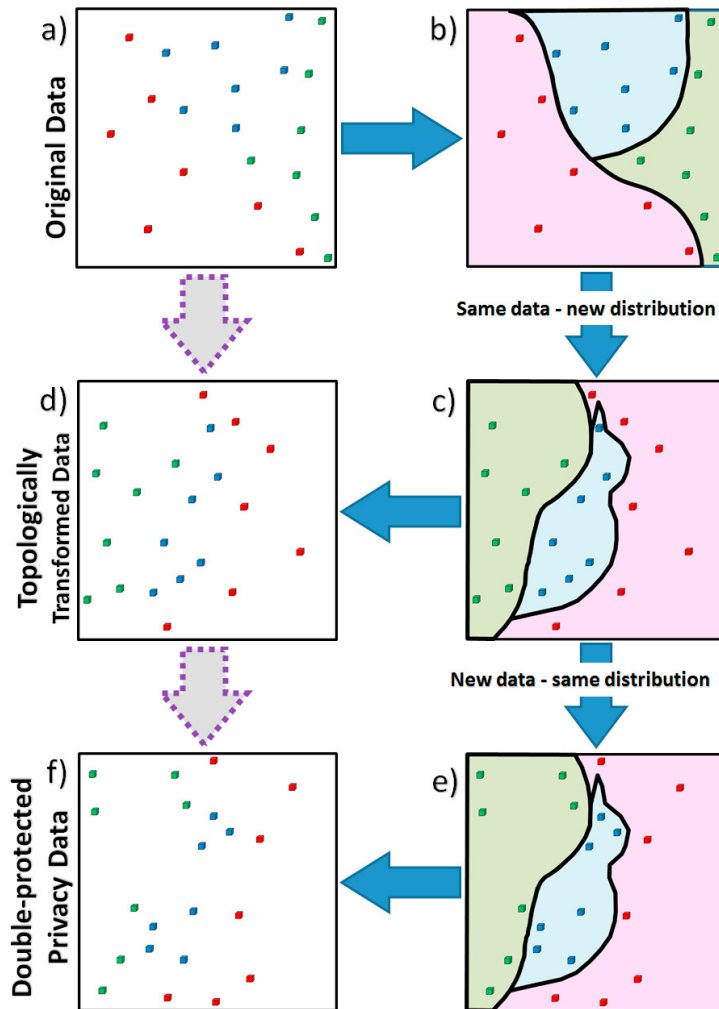 a)
b)
Original Data
Same data - new distribution
d)
c)
Topologically
Transformed Data
New data - same distribution
f)
e)
Double-protected
Privacy Data